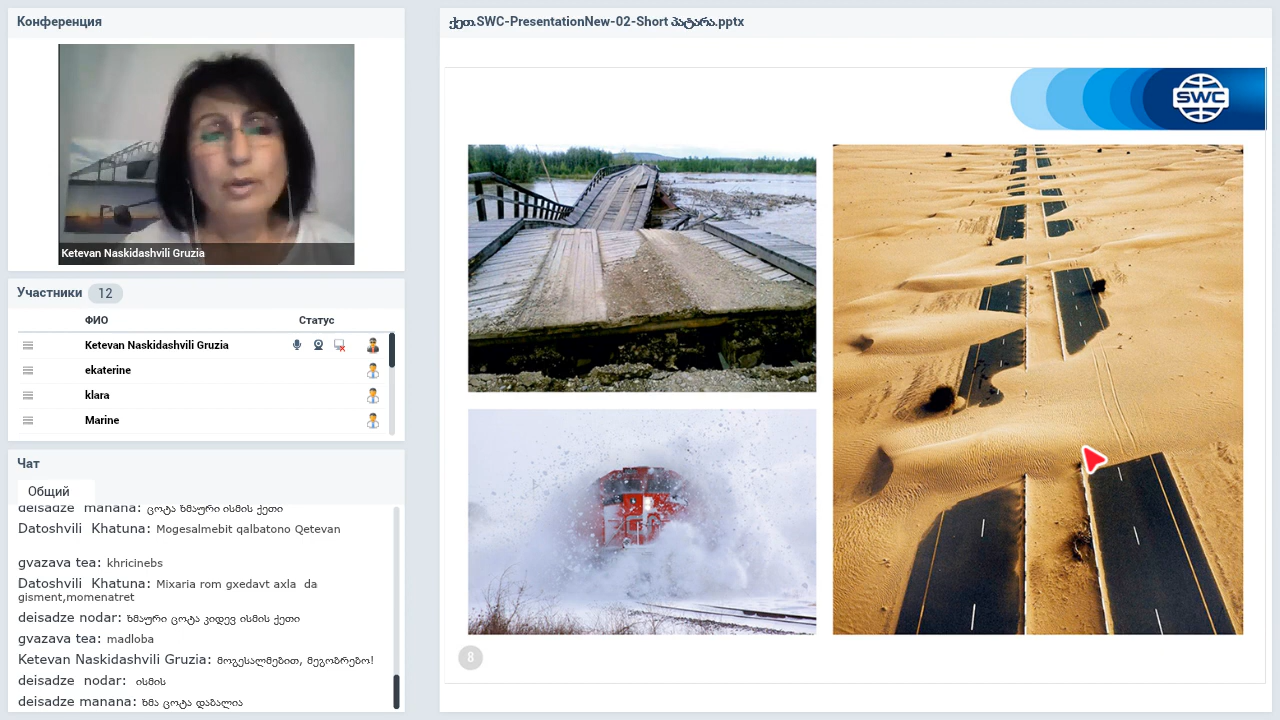 Конференция
Ketevan Naskidashvili Gruzia
Участники 12
ФИО Статус
Ketevan Naskidashvili Gruzia
ekaterine
klara
Marine
Чат
Общий
deisadze manana: ცოტა ხმაური ისმის ქეთი
Datoshvili Khatuna: Mogesalmebit qalbatono Qetevan
gvazava tea: khricinebs
Datoshvili Khatuna: Mixaria rom gxedavt axla da
gisment,momenatret
deisadze nodar: ხმაური ცოტა კიდევ ისმის ქეთი
gvazava tea: madloba
Ketevan Naskidashvili Gruzia: მოგესალმებით, მეგობრებო!
deisadze nodar: ისმის
deisadze manana: ხმა ცოტა დაბალია
ქეთ.SWC-PresentationNew-02-Short პატარა.pptx
SWC
8